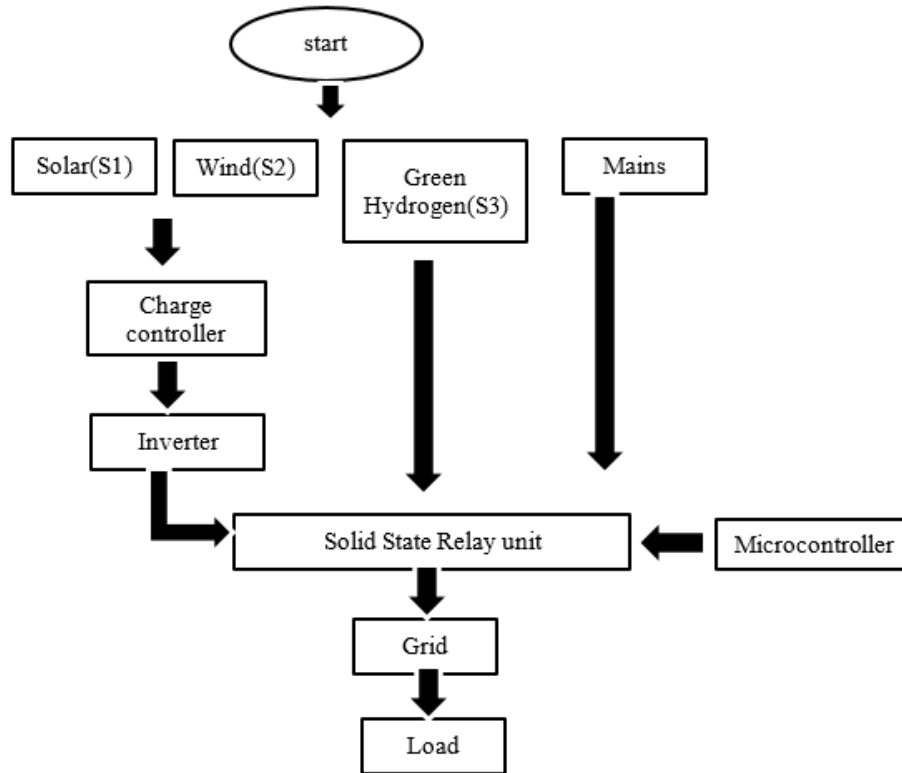 start
Solar(S1)
Wind(S2)
Green
Hydrogen(S3)
Mains
Charge
controller
Inverter
Solid State Relay unit
Microcontroller
Grid
Load